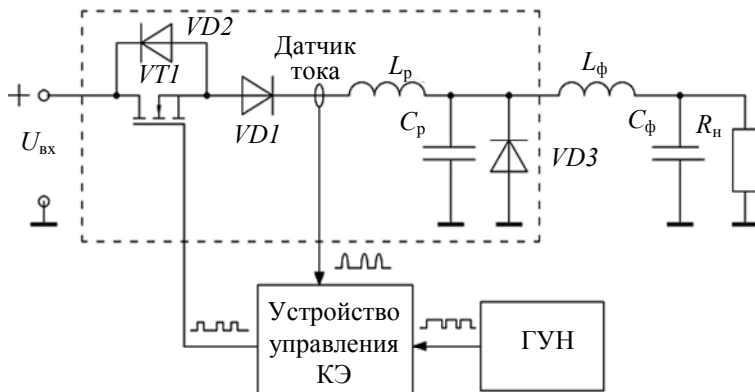 VD2
Датчик
тока
VT1
Lр
Lф
+
Uвх
VD1
Cр
VD3
Cф
Rн
Устройство
управления
КЭ
ГУН